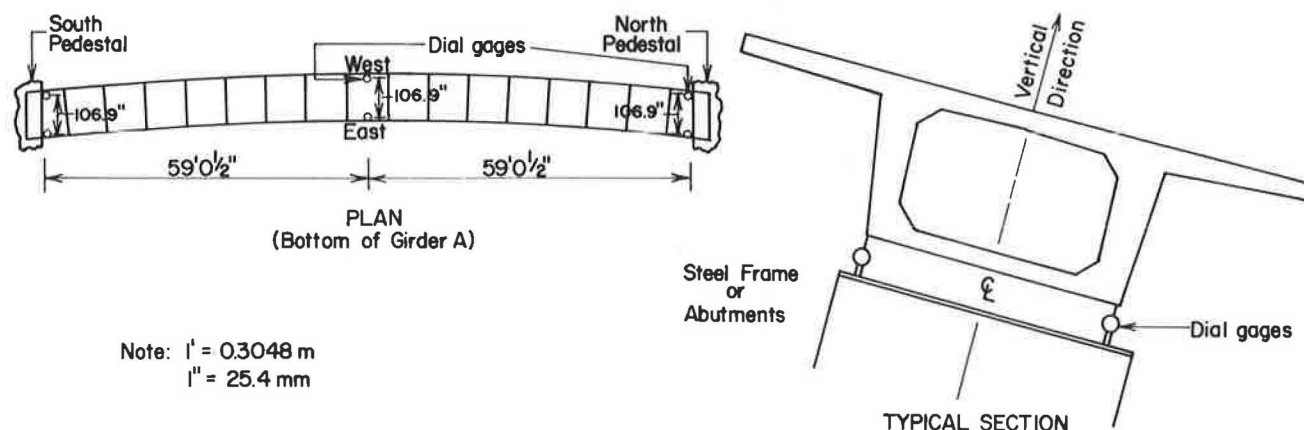 South
Pedestal
Dial gages
North
Pedestal
West
106.9"
106.9"
106.9"
East
59'0½"
59'0½"
PLAN
(Bottom of Girder A)
Note: 1' = 0.3048 m
1" = 25.4 mm
Vertical
Direction
Steel Frame
or
Abutments
℄
Dial gages
TYPICAL SECTION